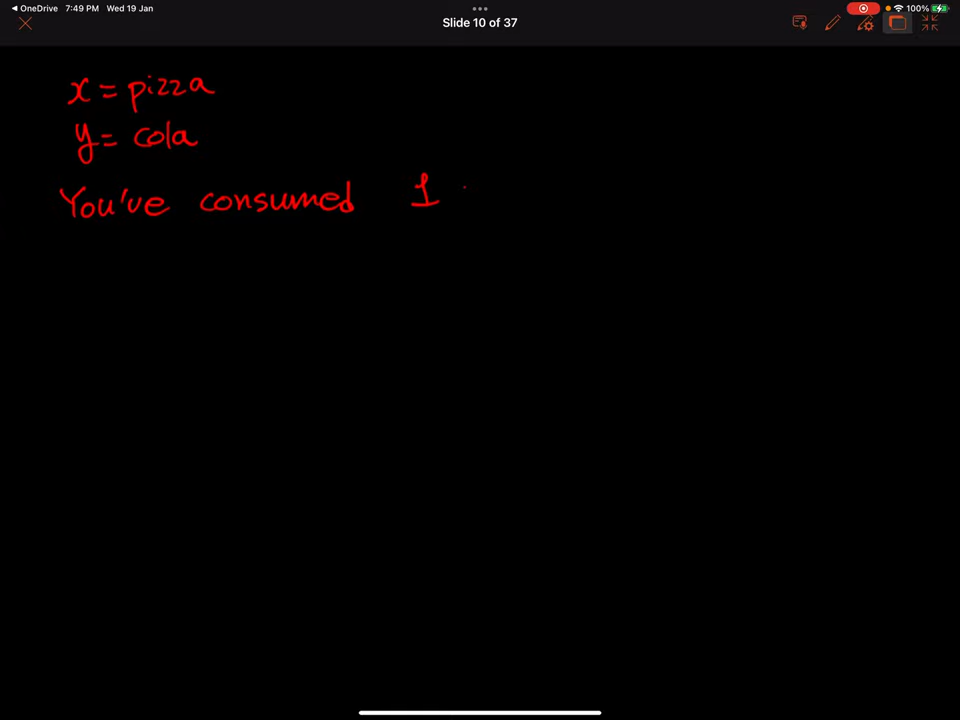 OneDrive 7:49 PM Wed 19 Jan 100%
Slide 10 of 37
x = pizza
y = cola
You've consumed 1